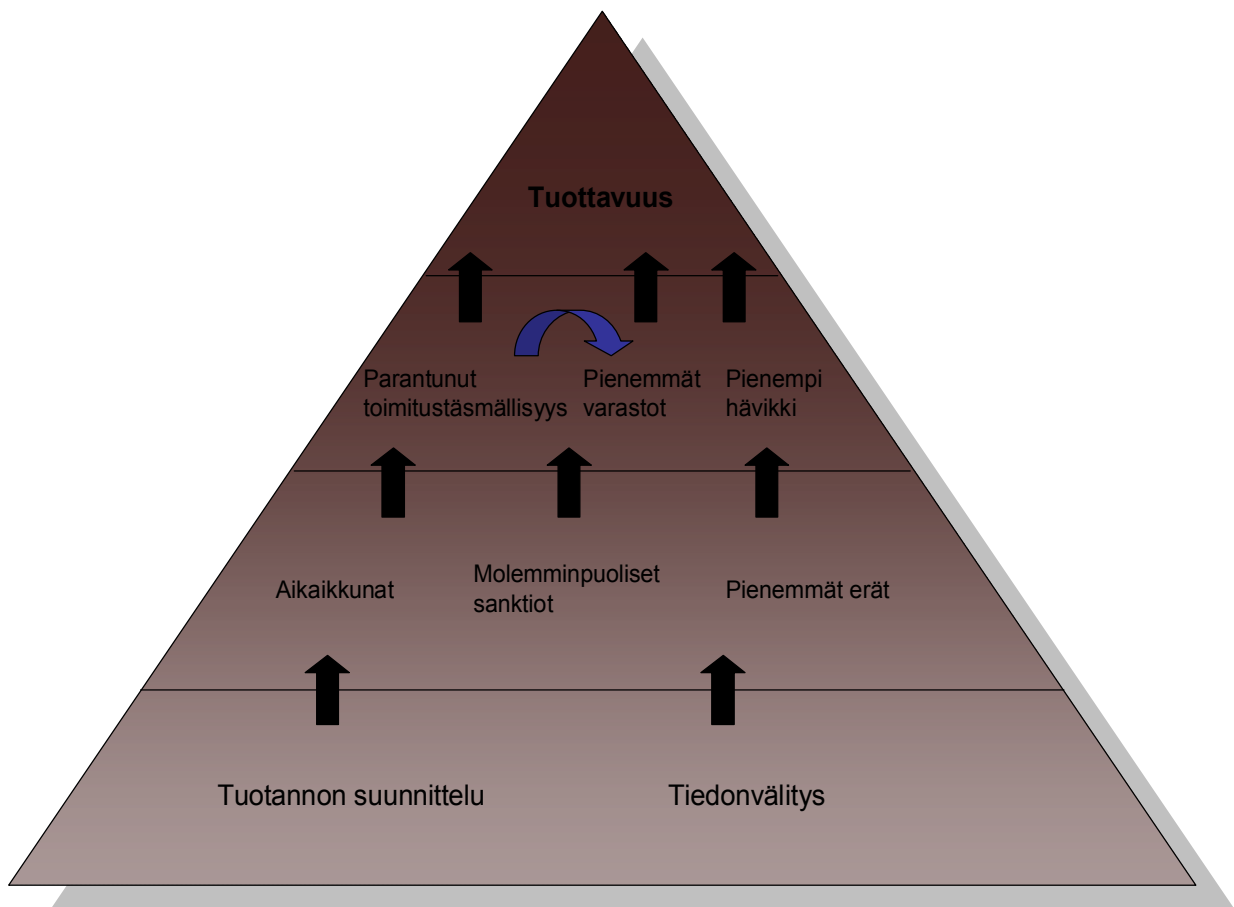 Tuottavuus
Parantunut
toimitustäsmällisyys
Pienemmät
varastot
Pienempi
hävikki
Aikaikkunat
Molemminpuoliset
sanktiot
Pienemmät erät
Tuotannon suunnittelu
Tiedonvälitys